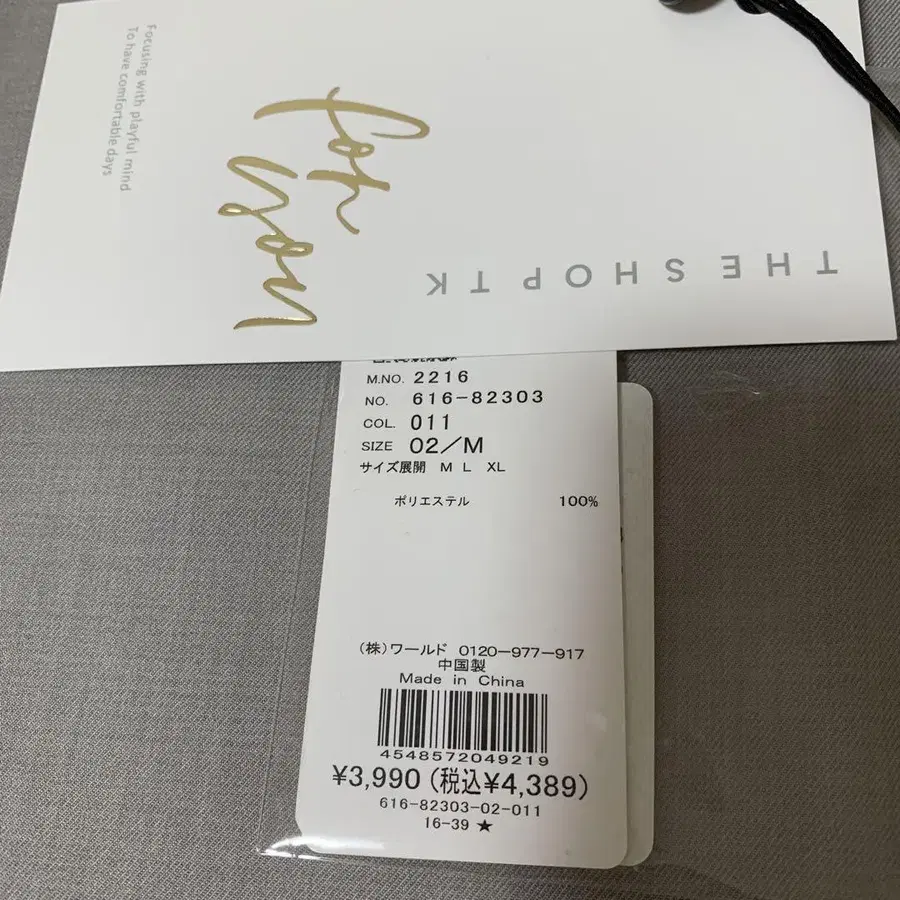 Focusing with playful mind
To have comfortable days
for
you
THE SHOP TK
M.NO. 2216
NO. 616-82303
COL. 011
SIZE 02/M
サイズ展開 M L XL
ポリエステル 100%
(株)ワールド 0120-977-917
中国製
Made in China
4548572049219
¥3,990(税込¥4,389)
616-82303-02-011
16-39 ★